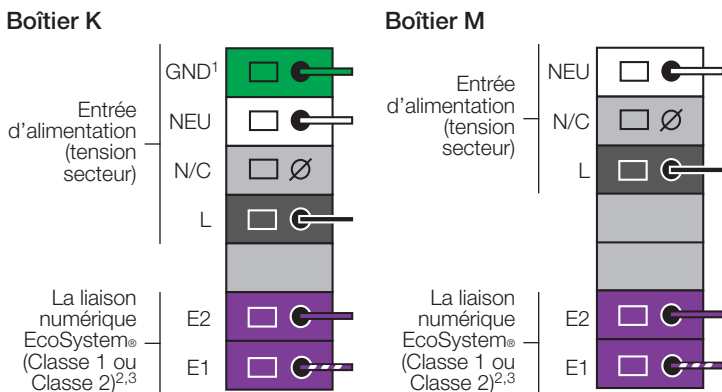 Boîtier K
Entrée
d'alimentation
(tension
secteur)
GND¹
NEU
N/C
L
La liaison
numérique
EcoSystem®
(Classe 1 ou
Classe 2)²,³
E2
E1
Boîtier M
Entrée
d'alimentation
(tension
secteur)
NEU
N/C
L
La liaison
numérique
EcoSystem®
(Classe 1 ou
Classe 2)²,³
E2
E1